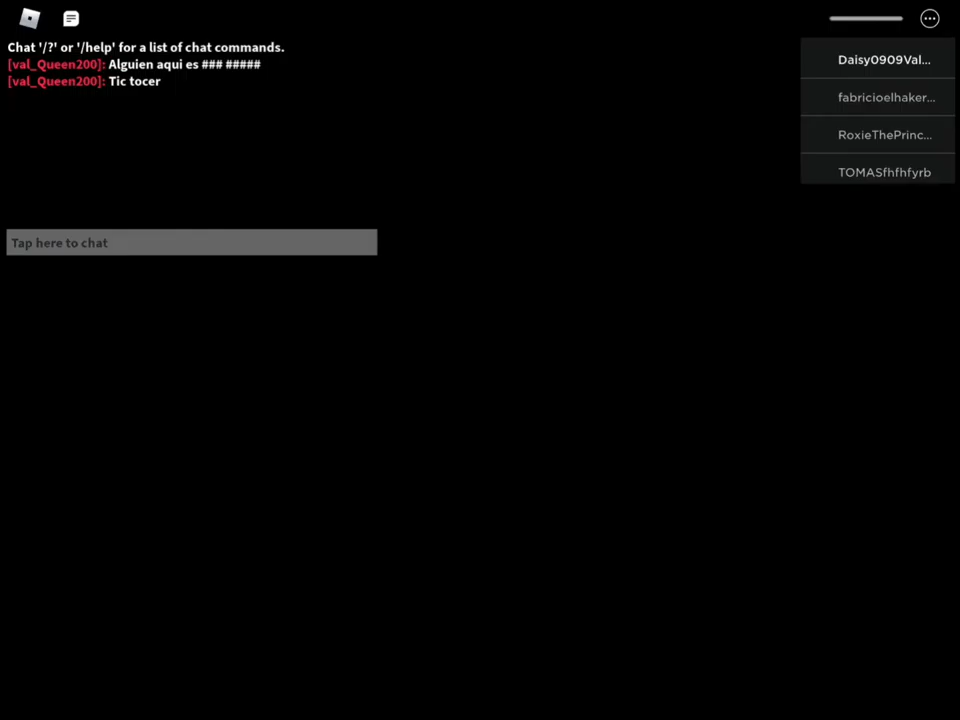 Chat '/?' or '/help' for a list of chat commands.
[val_Queen200]: Alguien aqui es ### #####
[val_Queen200]: Tic tocer
Tap here to chat
Daisy0909Val...
fabricioelhaker...
RoxieThePrinc...
TOMASfhfhfyrb